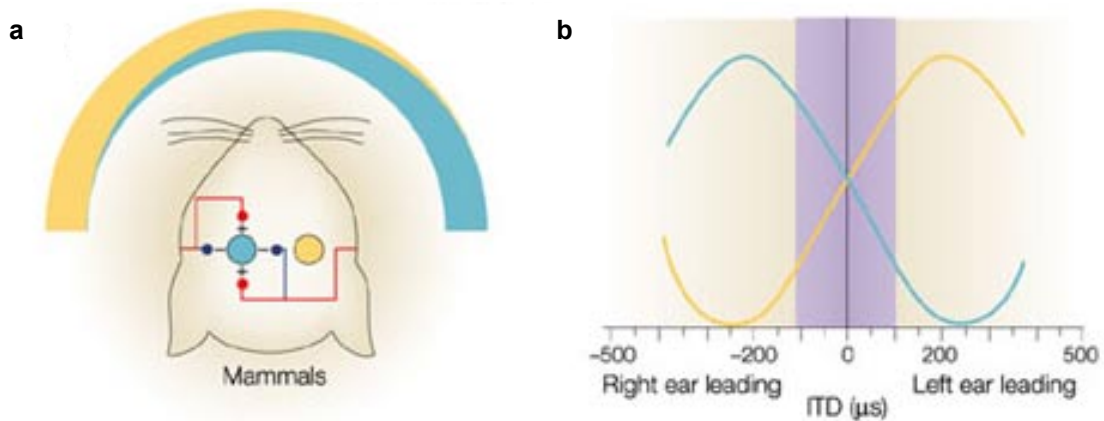 a
Mammals
b
–500 –200 0 200 500
Right ear leading Left ear leading
ITD (μs)